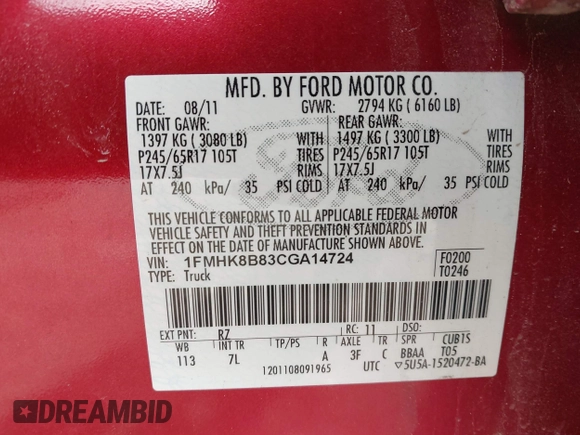 MFD. BY FORD MOTOR CO.
DATE: 08/11 GVWR: 2794 KG ( 6160 LB)
FRONT GAWR: REAR GAWR:
1397 KG ( 3080 LB) WITH 1497 KG ( 3300 LB) WITH
P245/65R17 105T TIRES P245/65R17 105T TIRES
17X7.5J RIMS 17X7.5J RIMS
AT 240 kPa/ 35 PSI COLD AT 240 kPa/ 35 PSI COLD
THIS VEHICLE CONFORMS TO ALL APPLICABLE FEDERAL MOTOR
VEHICLE SAFETY AND THEFT PREVENTION STANDARDS IN
EFFECT ON THE DATE OF MANUFACTURE SHOWN ABOVE.
VIN: 1FMHK8B83CGA14724 F0200
TYPE: Truck T0246
EXT PNT: RZ RC: 11 DSO:
WB INT TR TP/PS R AXLE TR SPR CUB1S
113 7L A 3F C BBAA T05
1201108091965 UTC ▽5U5A-1520472-BA
Ford
DREAMBID